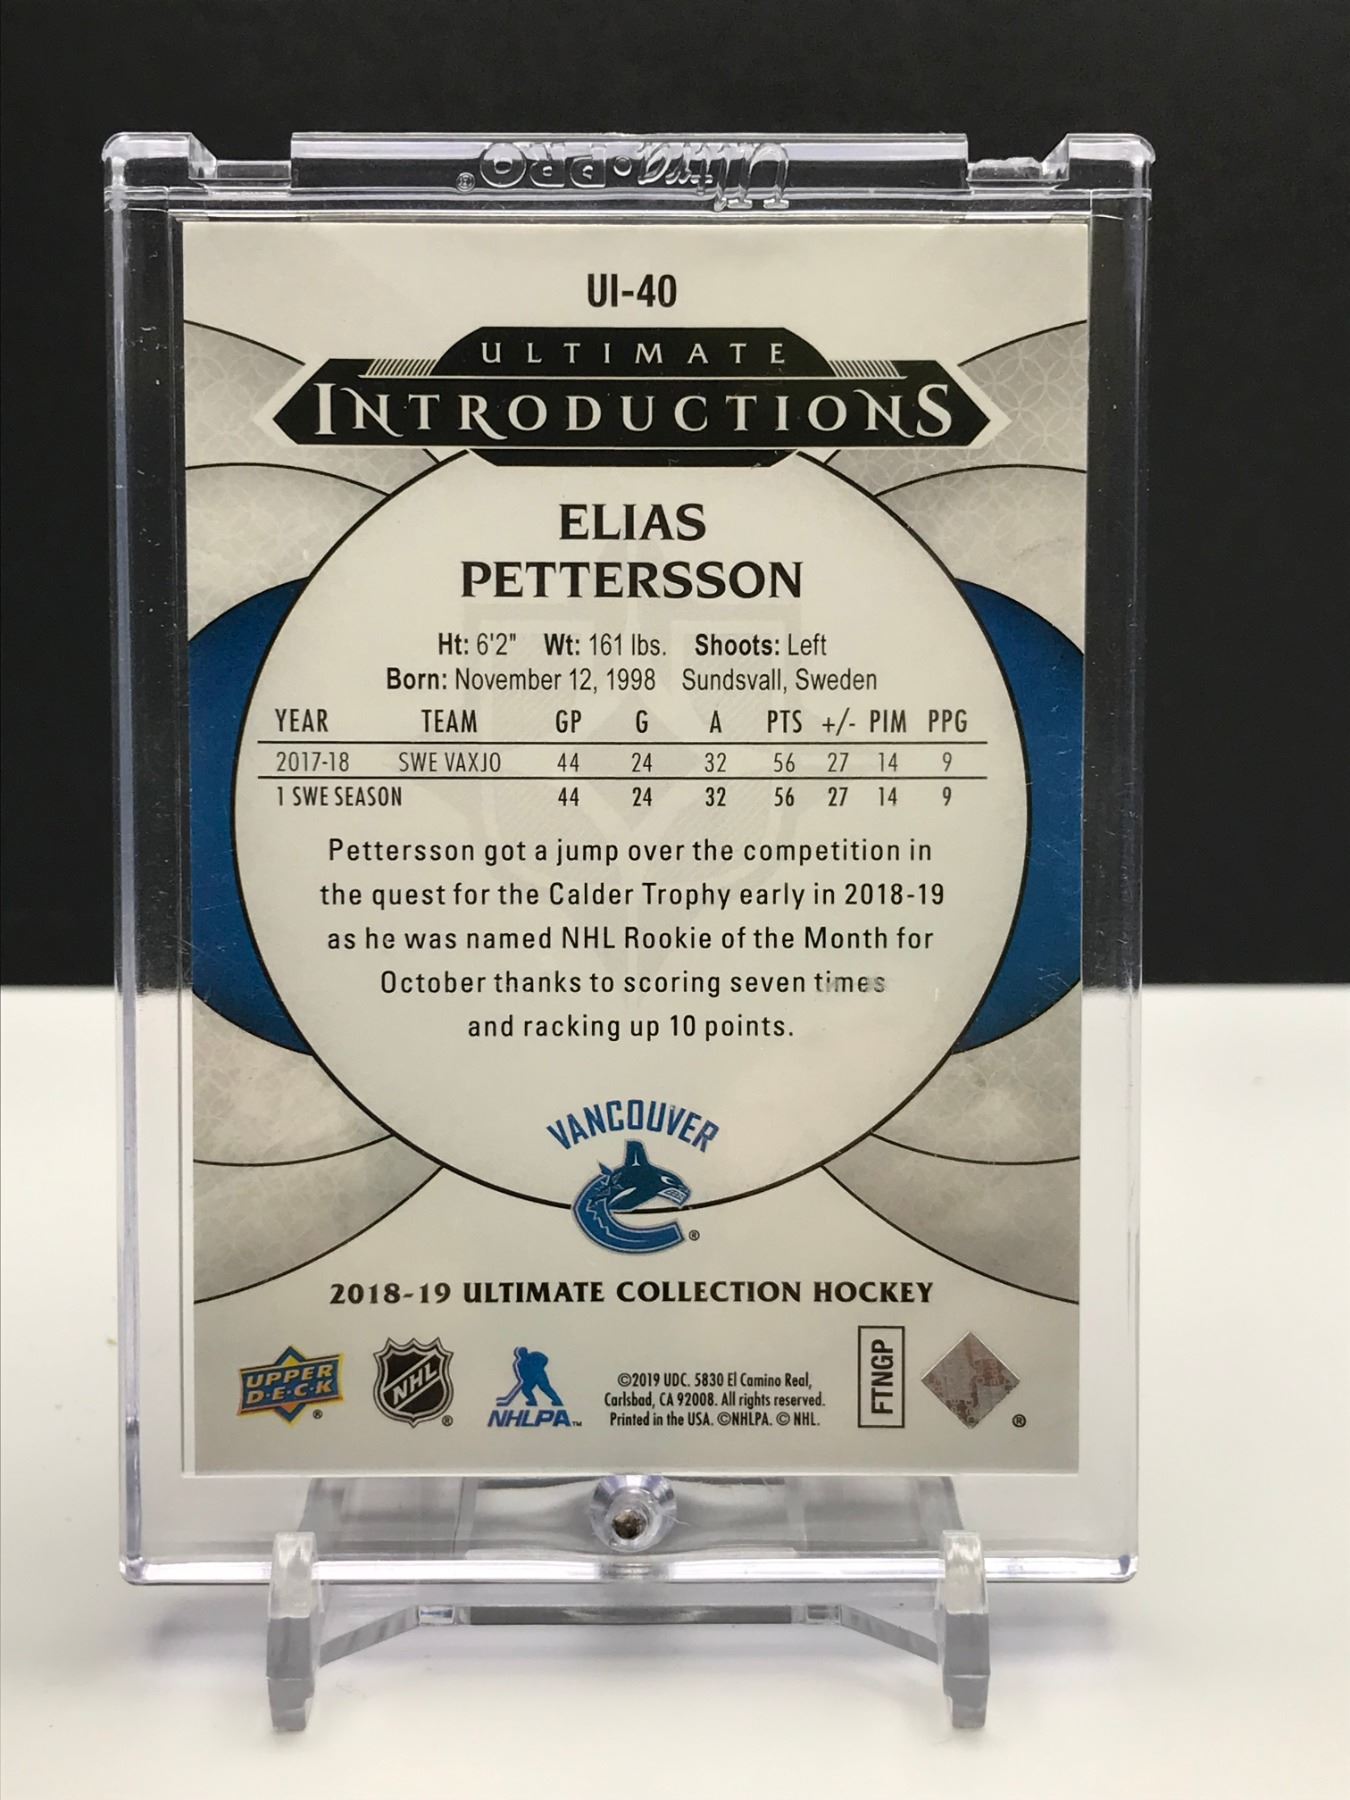 Ultra·PRO®
UI-40
ULTIMATE
INTRODUCTIONS
ELIAS
PETTERSSON
Ht: 6'2" Wt: 161 lbs. Shoots: Left
Born: November 12, 1998 Sundsvall, Sweden
YEAR TEAM GP G A PTS +/- PIM PPG
2017-18 SWE VAXJO 44 24 32 56 27 14 9
1 SWE SEASON 44 24 32 56 27 14 9
Pettersson got a jump over the competition in
the quest for the Calder Trophy early in 2018-19
as he was named NHL Rookie of the Month for
October thanks to scoring seven times
and racking up 10 points.
VANCOUVER
®
2018-19 ULTIMATE COLLECTION HOCKEY
UPPER
D·E·C·K
®
NHL
®
NHLPA™
©2019 UDC. 5830 El Camino Real,
Carlsbad, CA 92008. All rights reserved.
Printed in the USA. ©NHLPA. © NHL.
FTNGP
®